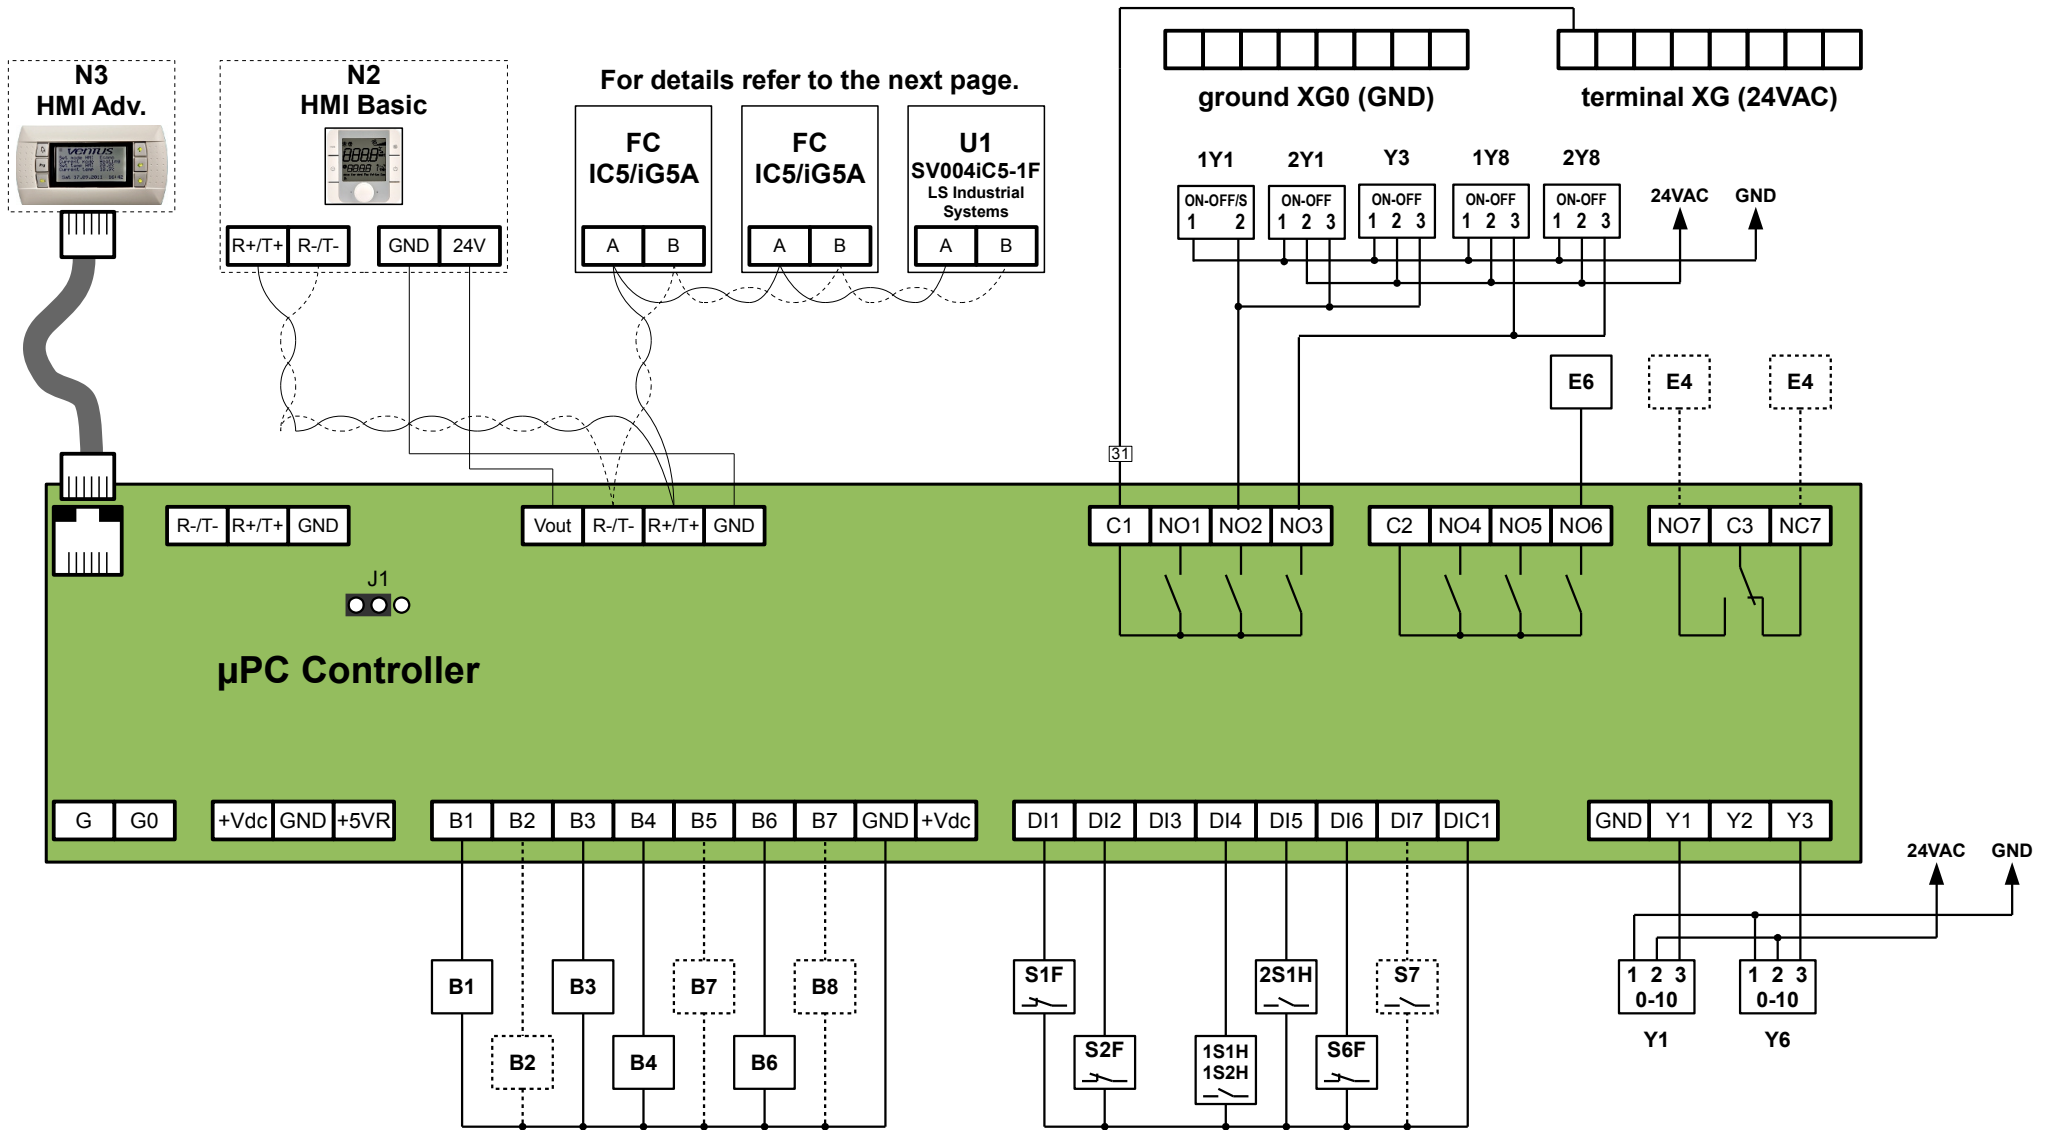 N3
HMI Adv.
VENTUS
N2
HMI Basic
R+/T+ R-/T- GND 24V
For details refer to the next page.
FC
IC5/iG5A
A B
FC
IC5/iG5A
A B
U1
SV004iC5-1F
LS Industrial
Systems
A B
ground XG0 (GND)
terminal XG (24VAC)
1Y1 2Y1 Y3 1Y8 2Y8
ON-OFF/S ON-OFF ON-OFF ON-OFF ON-OFF
1 2 1 2 3 1 2 3 1 2 3 1 2 3
24VAC GND
E6 E4 E4
31
R-/T- R+/T+ GND
Vout R-/T- R+/T+ GND
C1 NO1 NO2 NO3
C2 NO4 NO5 NO6
NO7 C3 NC7
J1
µPC Controller
G G0
+Vdc GND +5VR
B1 B2 B3 B4 B5 B6 B7 GND +Vdc
DI1 DI2 DI3 DI4 DI5 DI6 DI7 DIC1
GND Y1 Y2 Y3
24VAC GND
B1 B3 B7 B8
B2 B4 B6
S1F 2S1H S7
S2F
1S1H
1S2H
S6F
1 2 3
0-10
Y1
1 2 3
0-10
Y6